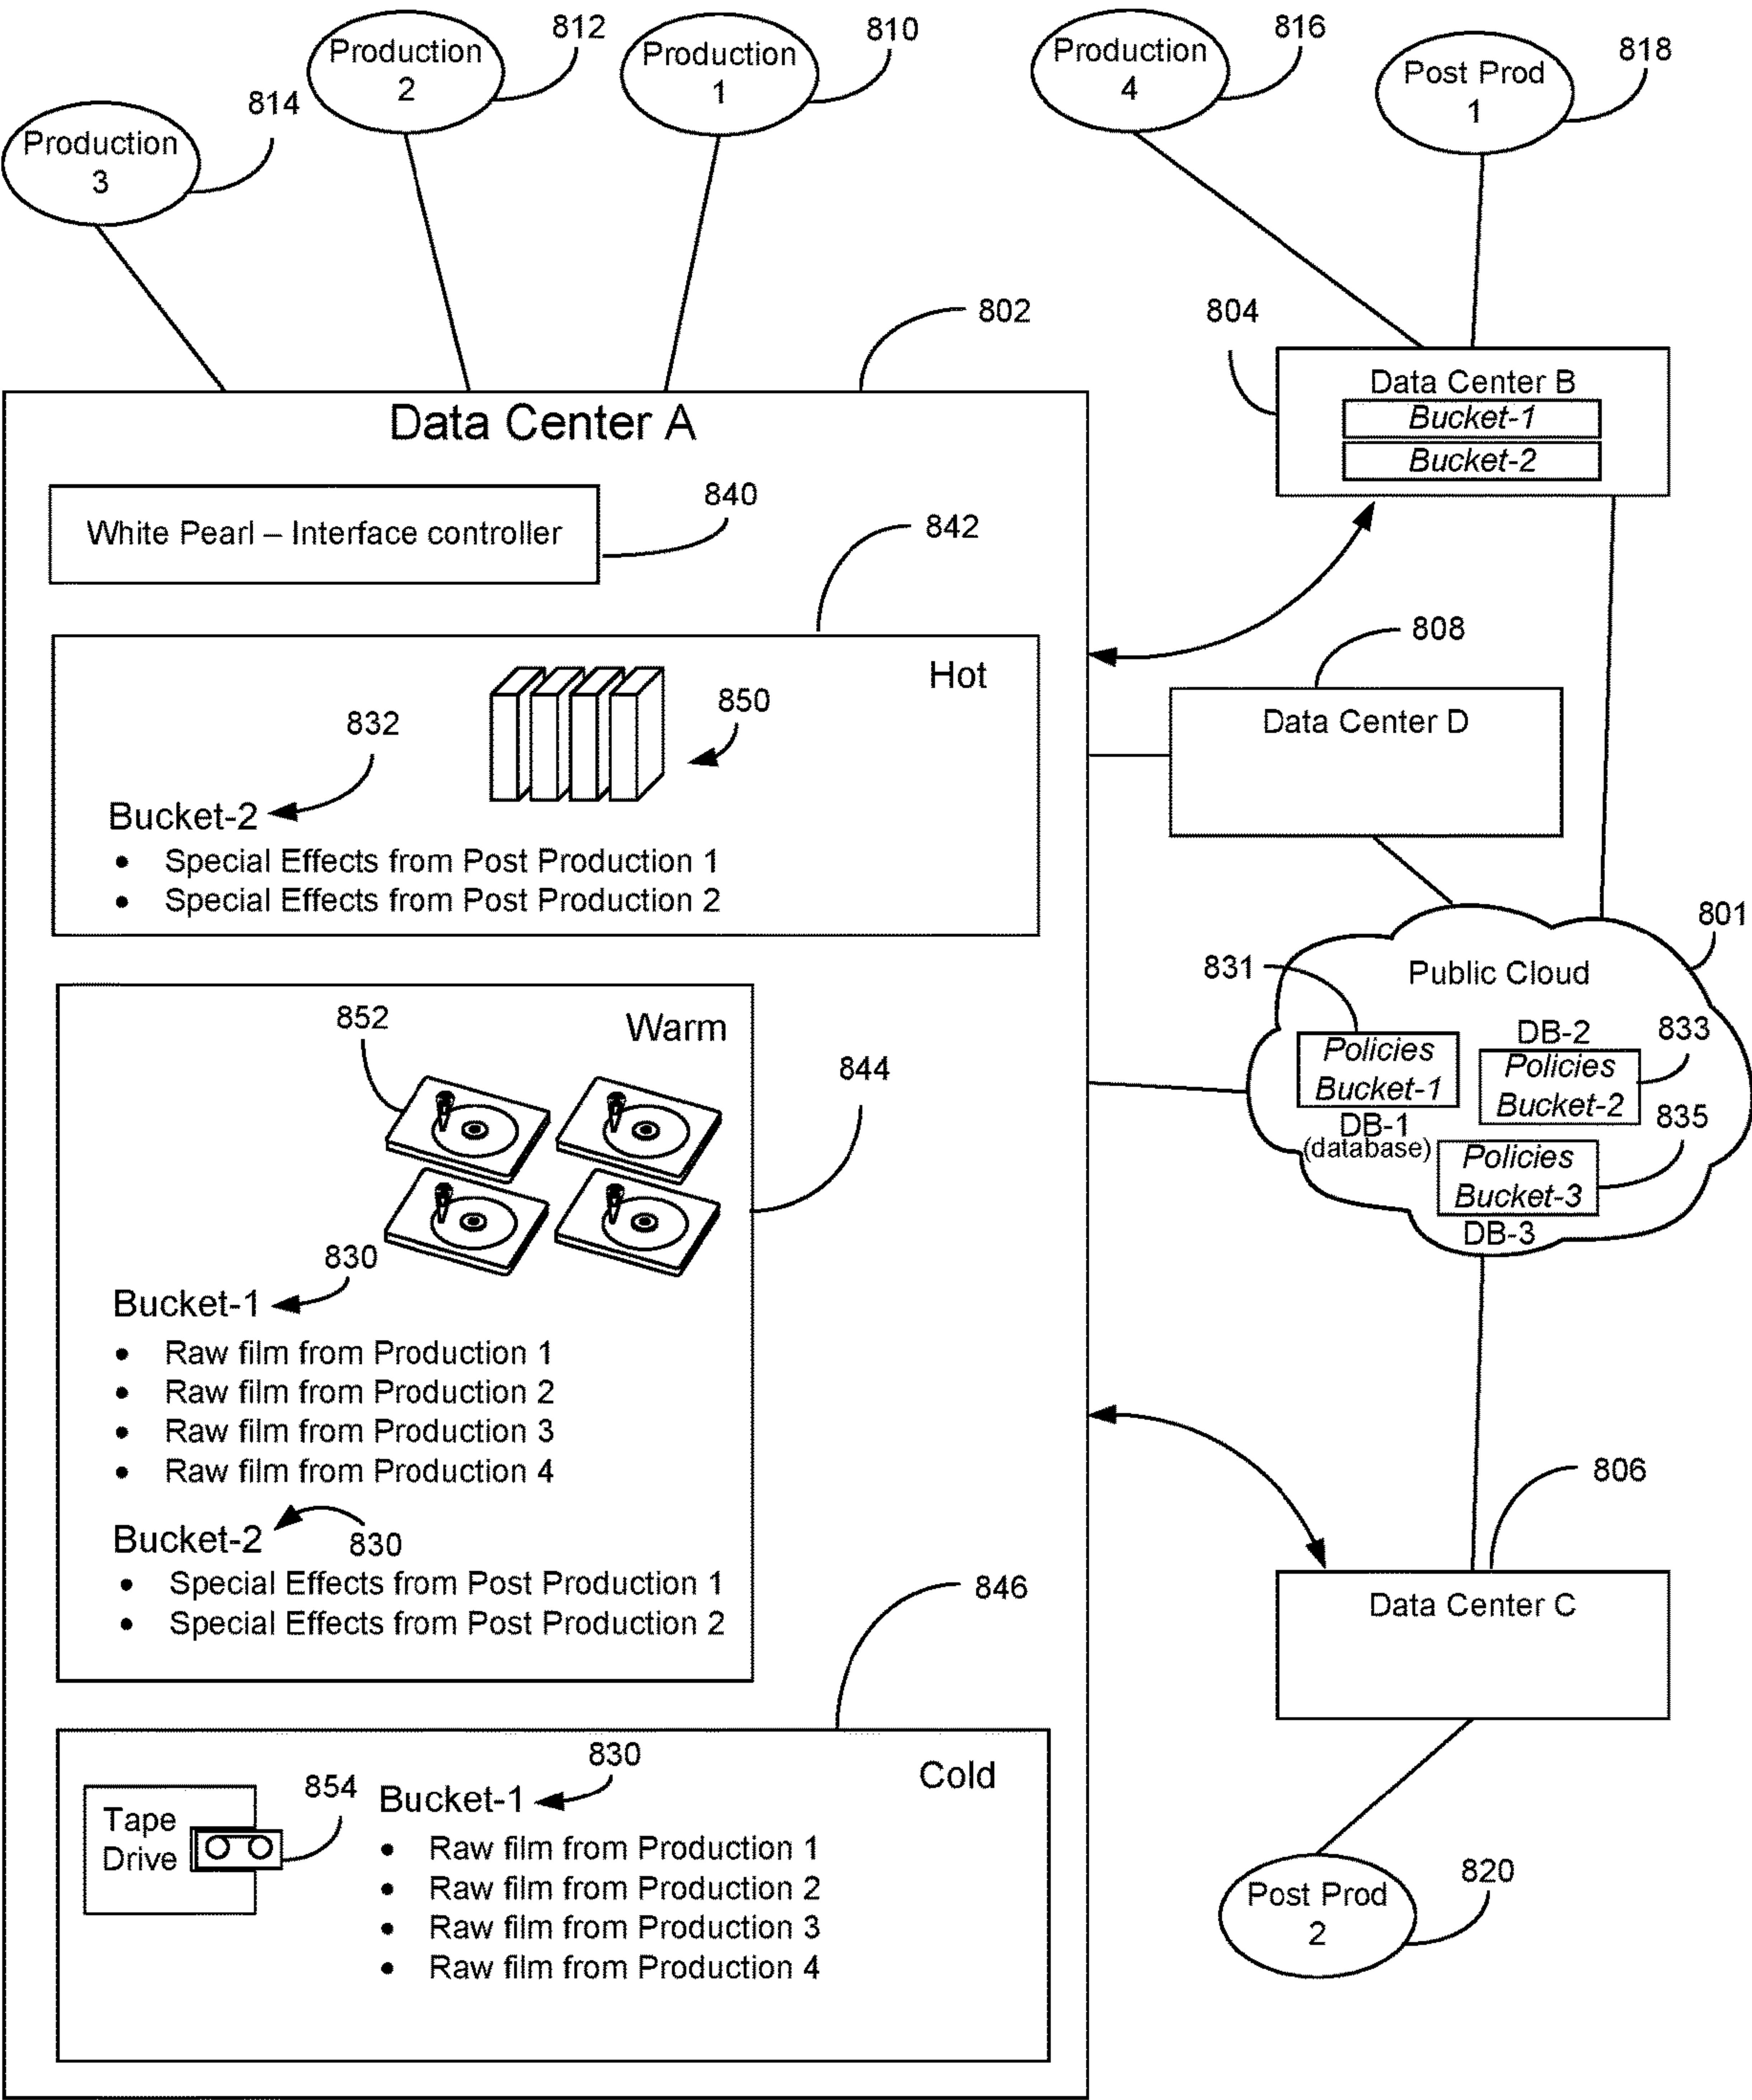 Production
3
814
Production
2
812
Production
1
810
Production
4
816
Post Prod
1
818
802
Data Center A
White Pearl – Interface controller
840
842
Hot
850
832
Bucket-2
• Special Effects from Post Production 1
• Special Effects from Post Production 2
Warm
852
844
830
Bucket-1
• Raw film from Production 1
• Raw film from Production 2
• Raw film from Production 3
• Raw film from Production 4
Bucket-2
830
• Special Effects from Post Production 1
• Special Effects from Post Production 2
846
Cold
Tape
Drive
854
830
Bucket-1
• Raw film from Production 1
• Raw film from Production 2
• Raw film from Production 3
• Raw film from Production 4
804
Data Center B
Bucket-1
Bucket-2
808
Data Center D
801
Public Cloud
831
Policies
Bucket-1
DB-1
(database)
DB-2
833
Policies
Bucket-2
835
Policies
Bucket-3
DB-3
806
Data Center C
Post Prod
2
820